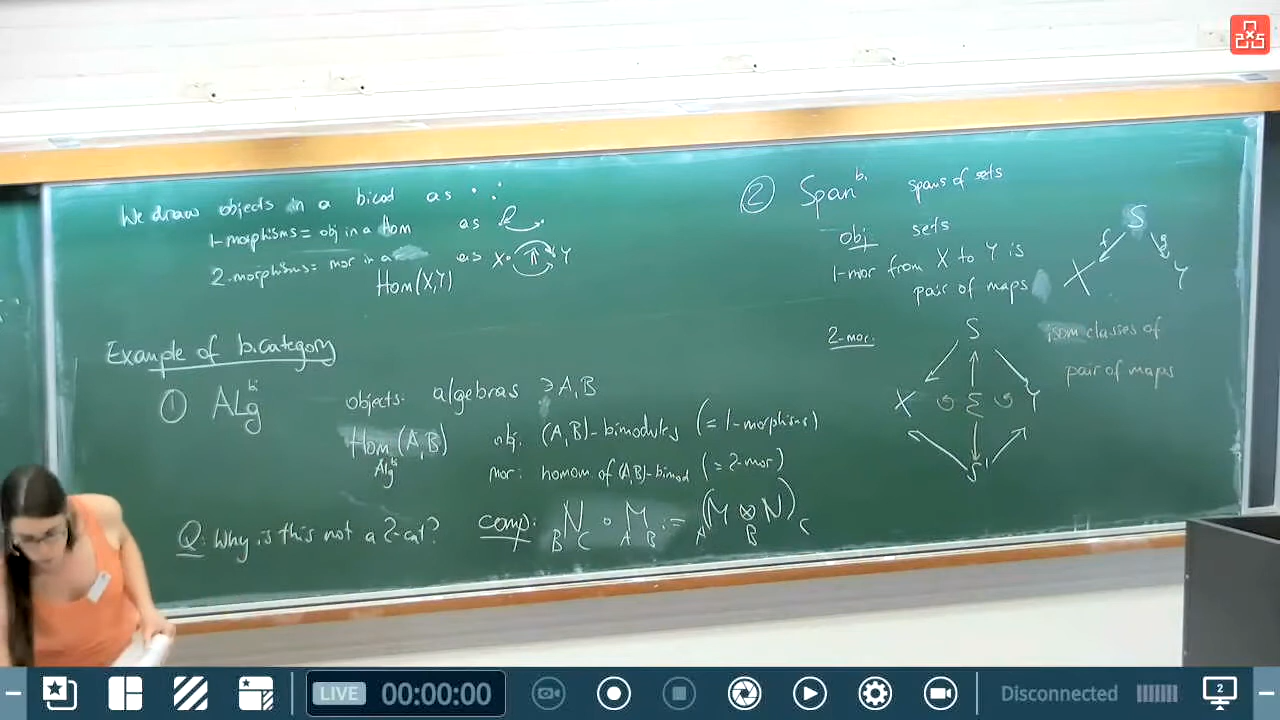 We draw objects in a bicat as • •
1-morphisms = obj in a Hom as
2-morphisms = mor in a as X Y
Hom(X,Y)
Example of bicategory
① ALg^bi
objects: algebras ∋ A,B
Hom_Alg^bi (A,B) obj: (A,B)-bimodules (= 1-morphisms)
mor: homom of (A,B)-bimod (= 2-mor)
Q: Why is this not a 2-cat?
comp: _B N _C ∘ _A M _B := _A (M ⊗_B N) _C
② Span^bi spans of sets
obj sets
1-mor from X to Y is
pair of maps
S
f g
X Y
2-mor:
isom classes of
pair of maps
S
X ↺ Σ ↺ Y
S'
LIVE 00:00:00
Disconnected
2